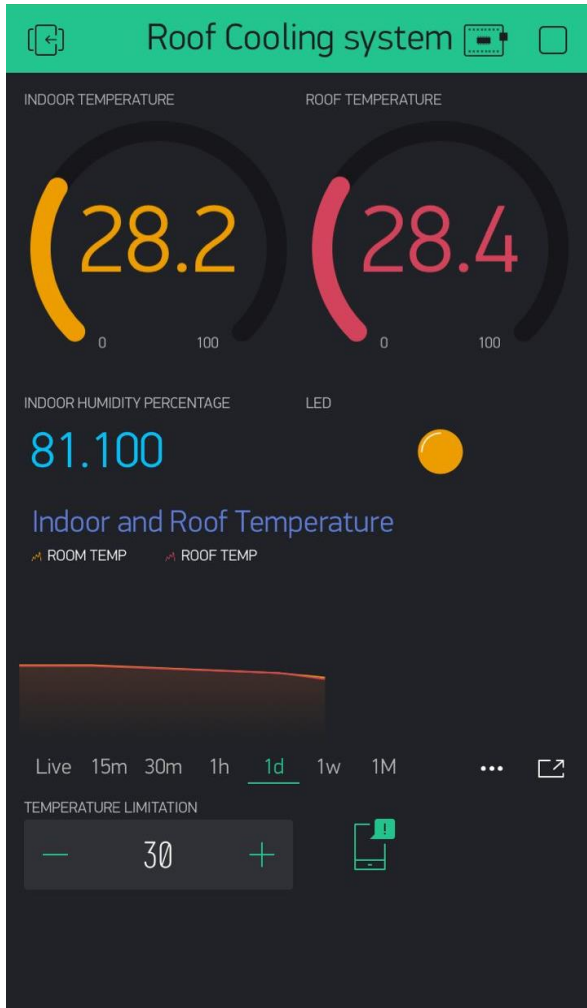 Roof Cooling system
INDOOR TEMPERATURE ROOF TEMPERATURE
28.2 28.4
0 100 0 100
INDOOR HUMIDITY PERCENTAGE LED
81.100
Indoor and Roof Temperature
ROOM TEMP ROOF TEMP
Live 15m 30m 1h 1d 1w 1M ...
TEMPERATURE LIMITATION
— 30 +
!